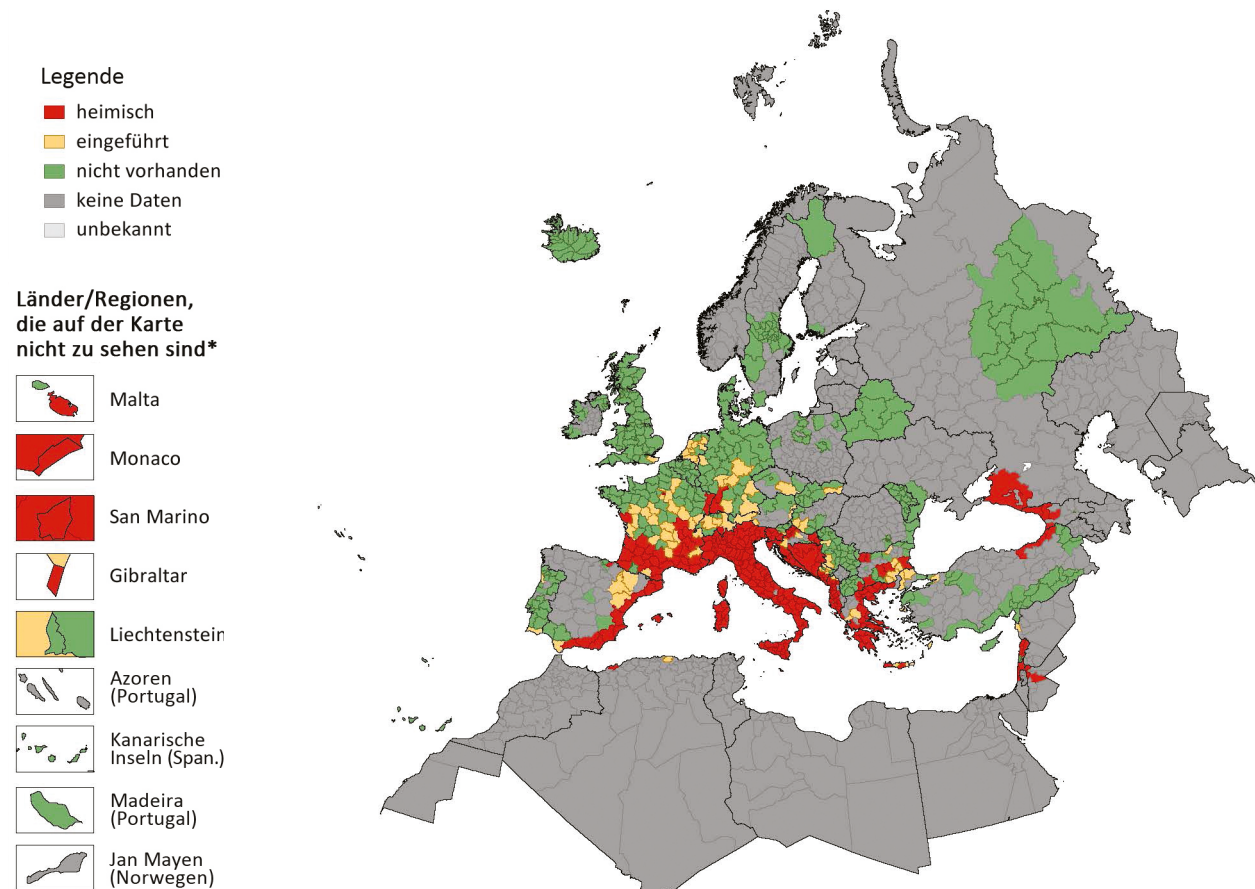 Legende
heimisch
eingeführt
nicht vorhanden
keine Daten
unbekannt
Länder/Regionen,
die auf der Karte
nicht zu sehen sind*
Malta
Monaco
San Marino
Gibraltar
Liechtenstein
Azoren
(Portugal)
Kanarische
Inseln (Span.)
Madeira
(Portugal)
Jan Mayen
(Norwegen)